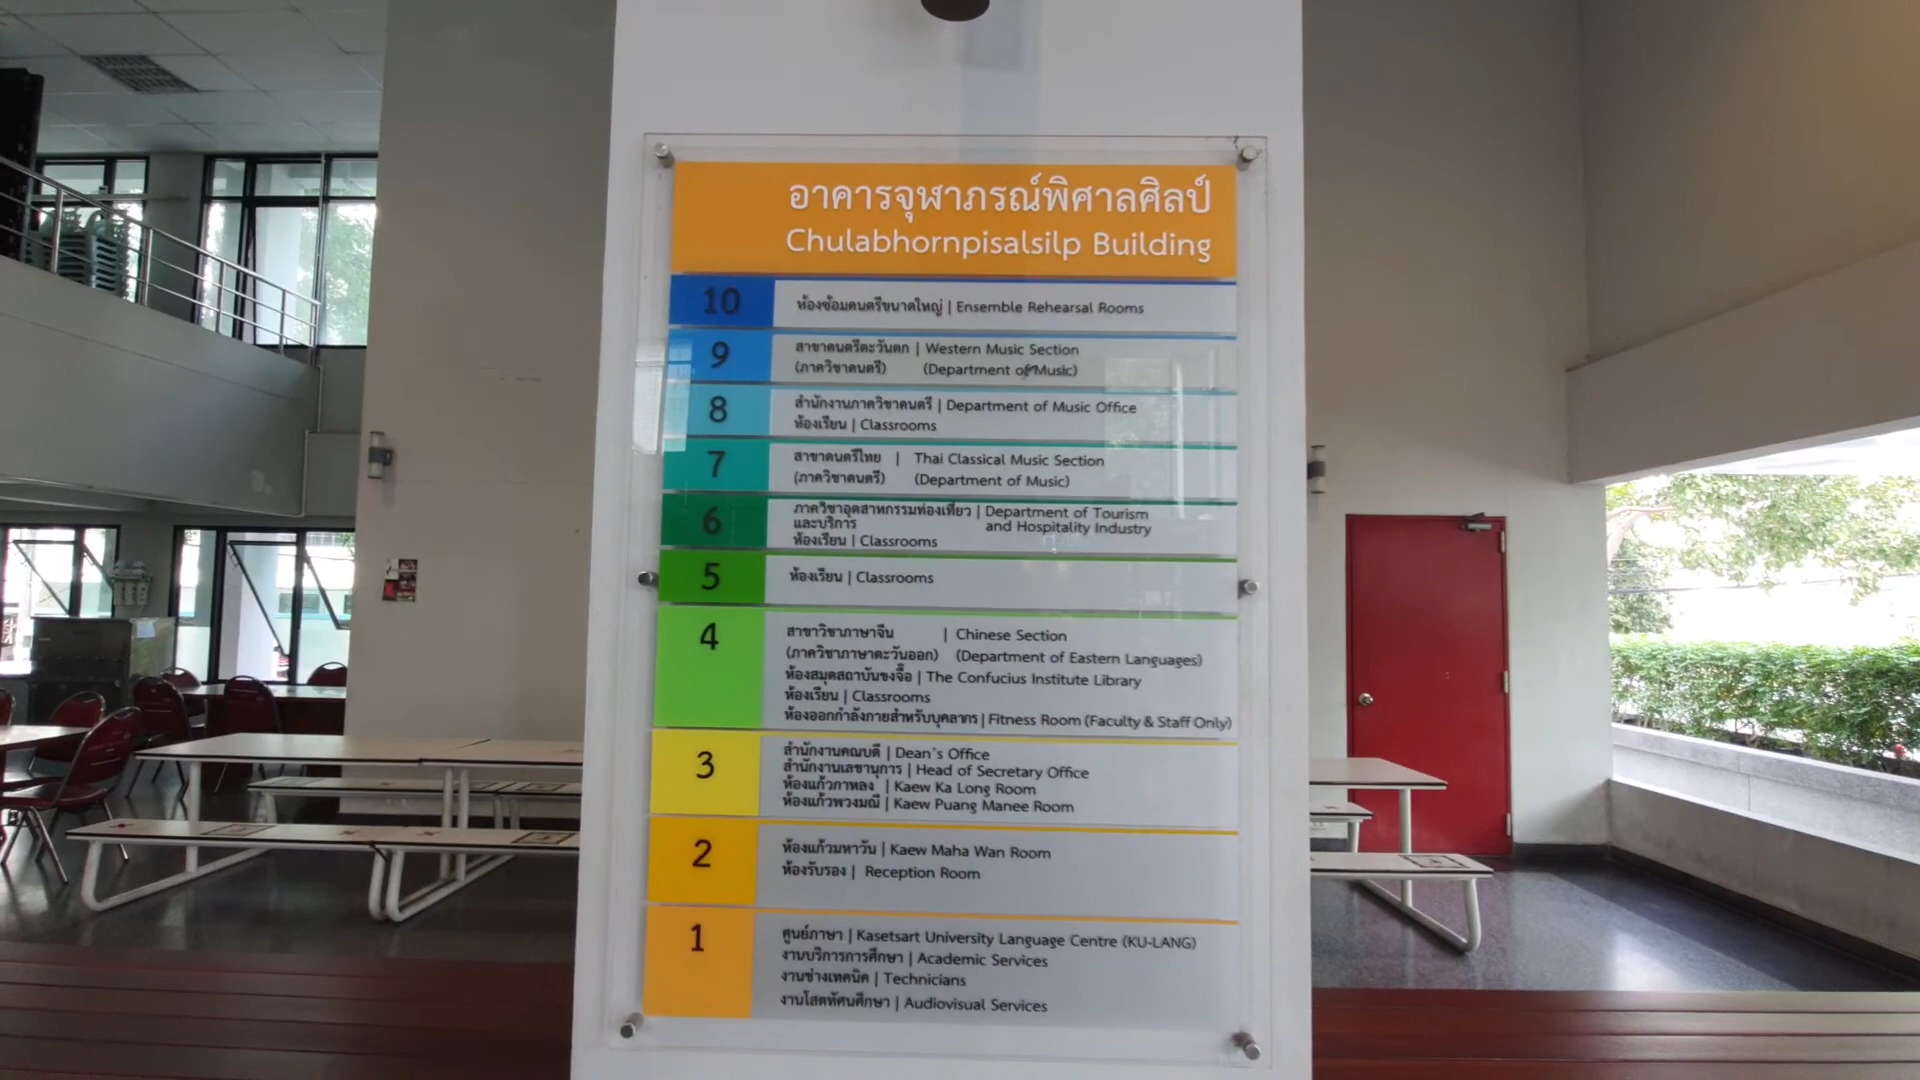 อาคารจุฬาภรณ์พิศาลศิลป์
Chulabhornpisalsilp Building
10
ห้องซ้อมดนตรีขนาดใหญ่ | Ensemble Rehearsal Rooms
9
สาขาดนตรีตะวันตก | Western Music Section
(ภาควิชาดนตรี) (Department of Music)
8
สำนักงานภาควิชาดนตรี | Department of Music Office
ห้องเรียน | Classrooms
7
สาขาดนตรีไทย | Thai Classical Music Section
(ภาควิชาดนตรี) (Department of Music)
6
ภาควิชาอุตสาหกรรมท่องเที่ยว | Department of Tourism
และบริการ and Hospitality Industry
ห้องเรียน | Classrooms
5
ห้องเรียน | Classrooms
4
สาขาวิชาภาษาจีน | Chinese Section
(ภาควิชาภาษาตะวันออก) (Department of Eastern Languages)
ห้องสมุดสถาบันขงจื๊อ | The Confucius Institute Library
ห้องเรียน | Classrooms
ห้องออกกำลังกายสำหรับบุคลากร | Fitness Room (Faculty & Staff Only)
3
สำนักงานคณบดี | Dean's Office
สำนักงานเลขานุการ | Head of Secretary Office
ห้องแก้วกาหลง | Kaew Ka Long Room
ห้องแก้วพวงมณี | Kaew Puang Manee Room
2
ห้องแก้วมหาวัน | Kaew Maha Wan Room
ห้องรับรอง | Reception Room
1
ศูนย์ภาษา | Kasetsart University Language Centre (KU-LANG)
งานบริการการศึกษา | Academic Services
งานช่างเทคนิค | Technicians
งานโสตทัศนศึกษา | Audiovisual Services